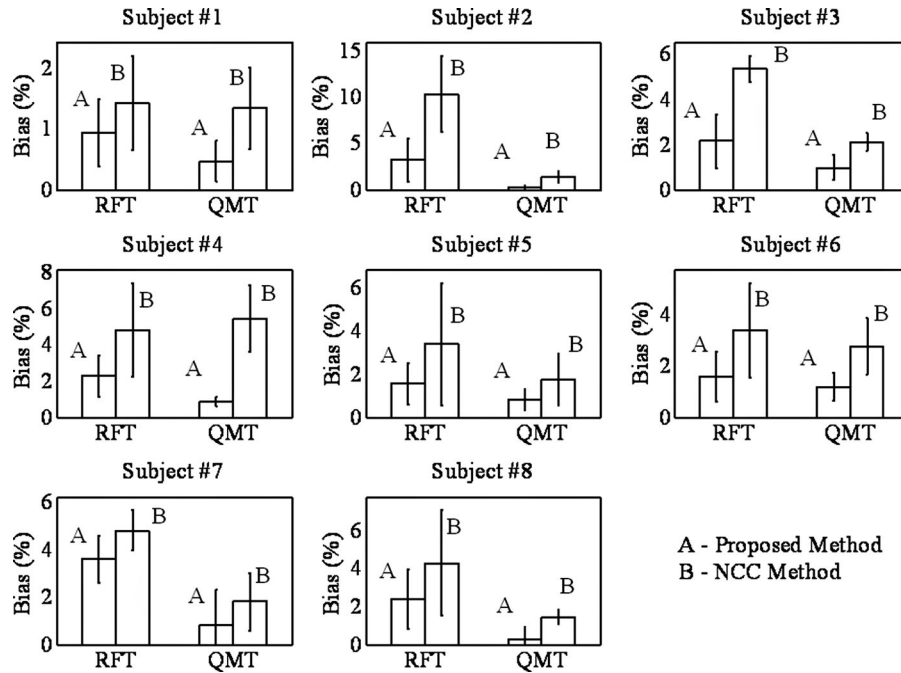 Subject #1
Bias (%)
2
1
0
A
B
A
B
RFT
QMT
Subject #2
Bias (%)
15
10
5
0
A
B
A
B
RFT
QMT
Subject #3
Bias (%)
6
4
2
0
A
B
A
B
RFT
QMT
Subject #4
Bias (%)
8
6
4
2
0
A
B
A
B
RFT
QMT
Subject #5
Bias (%)
6
4
2
0
A
B
A
B
RFT
QMT
Subject #6
Bias (%)
4
2
0
A
B
A
B
RFT
QMT
Subject #7
Bias (%)
6
4
2
0
A
B
A
B
RFT
QMT
Subject #8
Bias (%)
6
4
2
0
A
B
A
B
RFT
QMT
A - Proposed Method
B - NCC Method